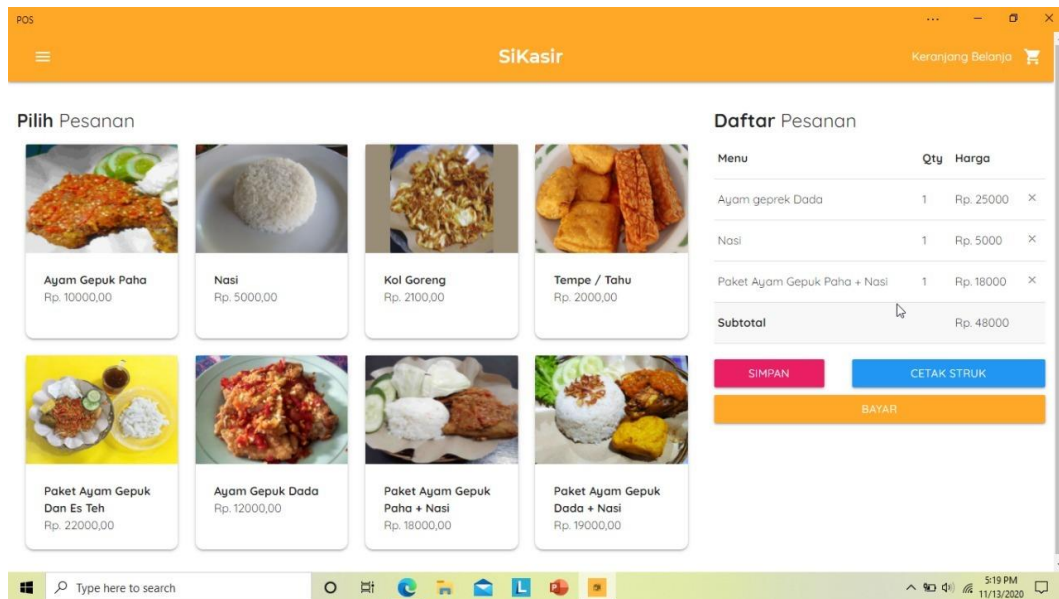 POS
SiKasir
Keranjang Belanja
Pilih Pesanan
Ayam Gepuk Paha
Rp. 10000,00
Nasi
Rp. 5000,00
Kol Goreng
Rp. 2100,00
Tempe / Tahu
Rp. 2000,00
Paket Ayam Gepuk
Dan Es Teh
Rp. 22000,00
Ayam Gepuk Dada
Rp. 12000,00
Paket Ayam Gepuk
Paha + Nasi
Rp. 18000,00
Paket Ayam Gepuk
Dada + Nasi
Rp. 19000,00
Daftar Pesanan
Menu Qty Harga
Ayam geprek Dada 1 Rp. 25000 ×
Nasi 1 Rp. 5000 ×
Paket Ayam Gepuk Paha + Nasi 1 Rp. 18000 ×
Subtotal Rp. 48000
SIMPAN CETAK STRUK
BAYAR
Type here to search
5:19 PM
11/13/2020